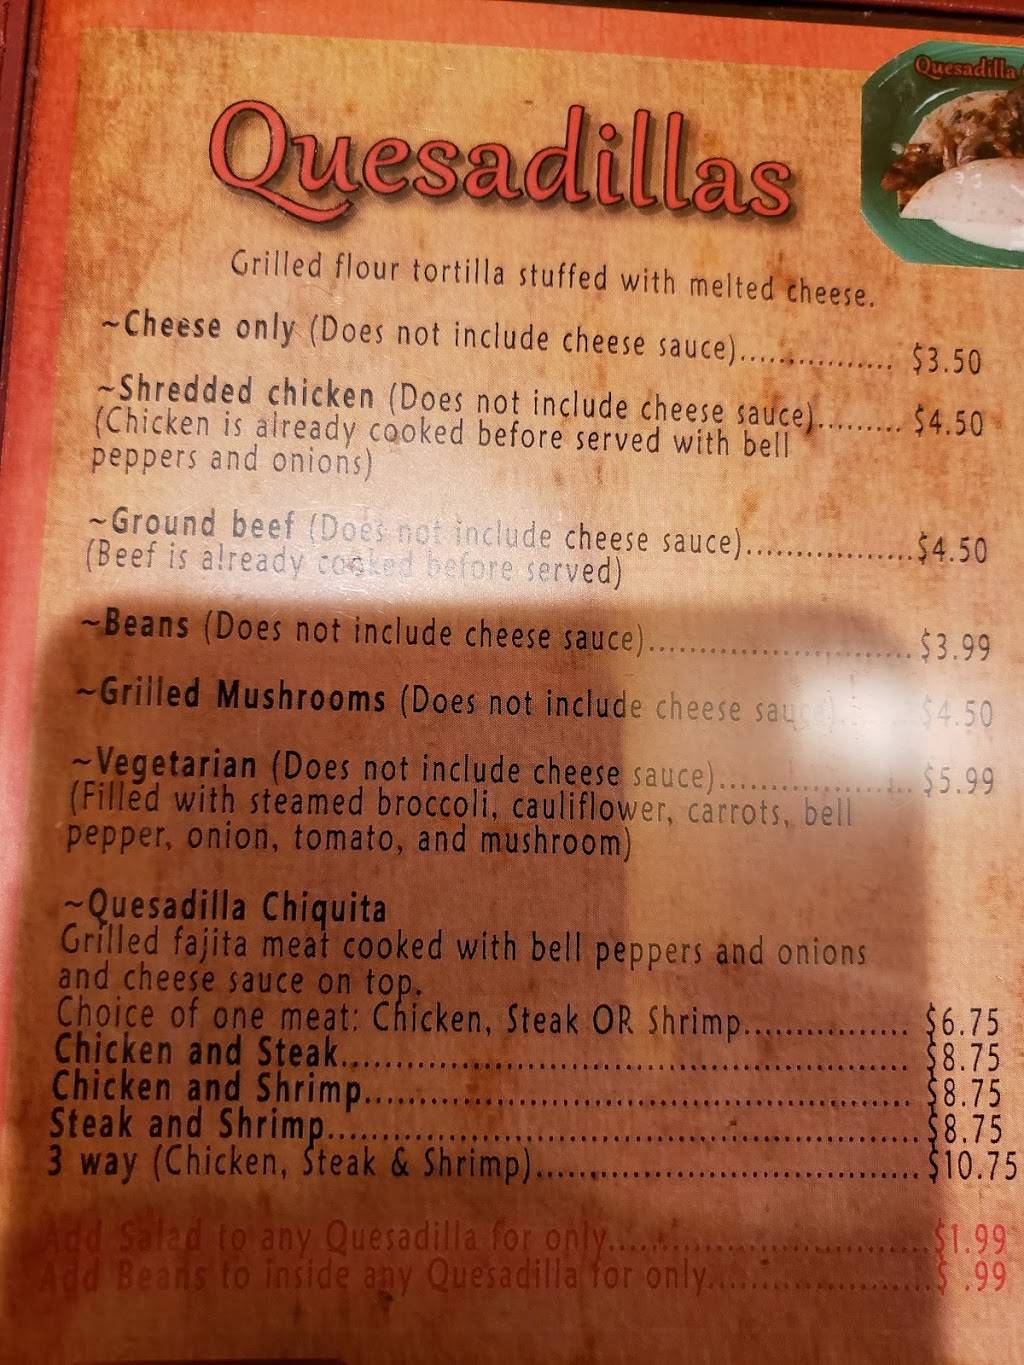 Quesadilla
Quesadillas
Grilled flour tortilla stuffed with melted cheese.
~Cheese only (Does not include cheese sauce)................ $3.50
~Shredded chicken (Does not include cheese sauce)......... $4.50
(Chicken is already cooked before served with bell
peppers and onions)
~Ground beef (Does not include cheese sauce)................$4.50
(Beef is already cooked before served)
~Beans (Does not include cheese sauce)......................... $3.99
~Grilled Mushrooms (Does not include cheese sauce)........ $4.50
~Vegetarian (Does not include cheese sauce)................... $5.99
(Filled with steamed broccoli, cauliflower, carrots, bell
pepper, onion, tomato, and mushroom)
~Quesadilla Chiquita
Grilled fajita meat cooked with bell peppers and onions
and cheese sauce on top.
Choice of one meat: Chicken, Steak OR Shrimp............... $6.75
Chicken and Steak...................................................... $8.75
Chicken and Shrimp.................................................... $8.75
Steak and Shrimp........................................................$8.75
3 way (Chicken, Steak & Shrimp).....................................$10.75
Add Salad to any Quesadilla for only...............................$1.99
Add Beans to inside any Quesadilla for only......................$ .99